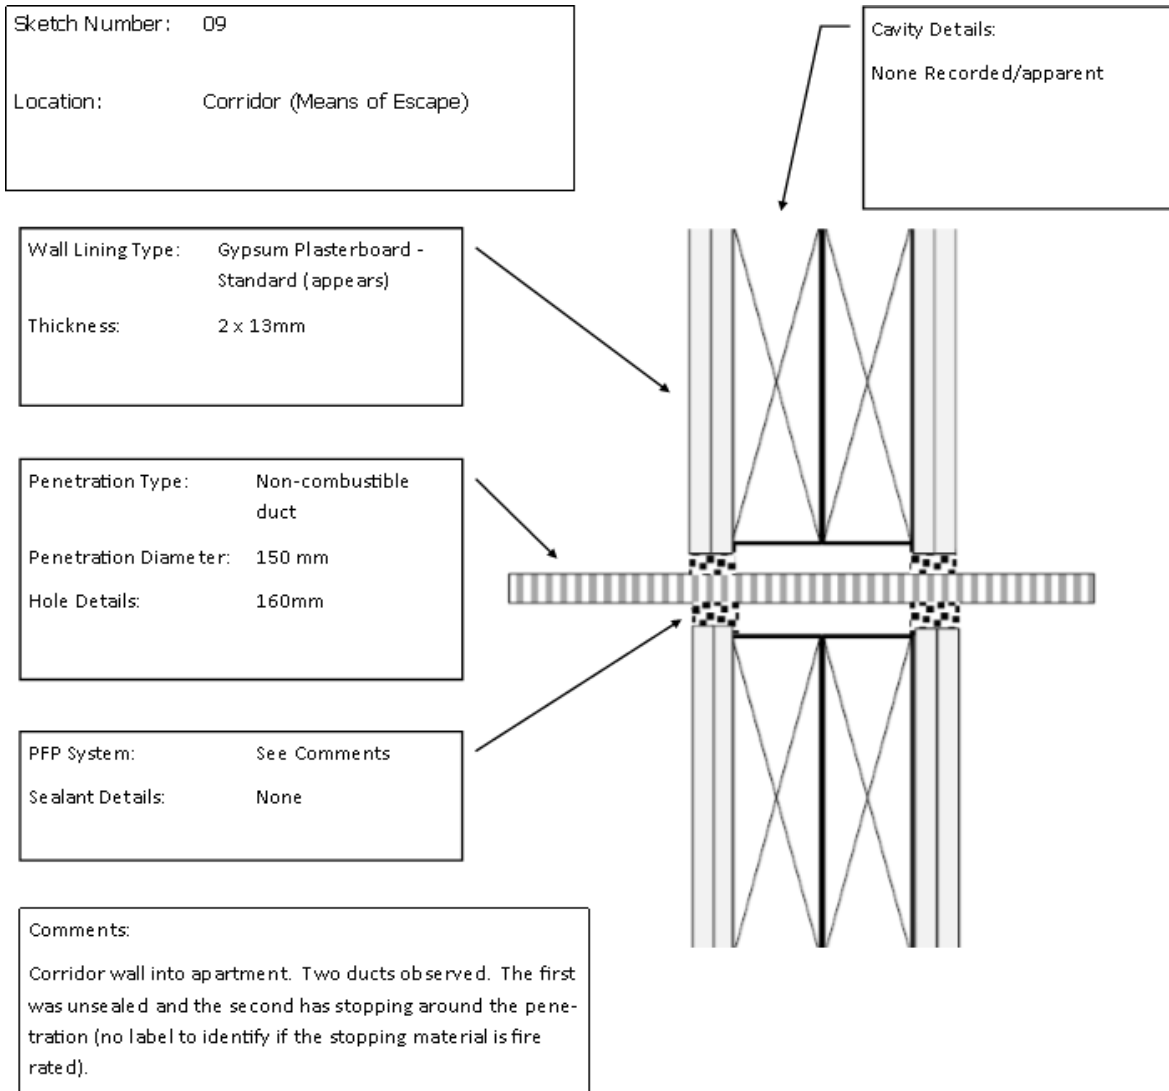 Sketch Number: 09
Location: Corridor (Means of Escape)
Cavity Details:
None Recorded/apparent
Wall Lining Type: Gypsum Plasterboard -
Standard (appears)
Thickness: 2 x 13mm
Penetration Type: Non-combustible
duct
Penetration Diameter: 150 mm
Hole Details: 160mm
PFP System: See Comments
Sealant Details: None
Comments:
Corridor wall into apartment. Two ducts observed. The first
was unsealed and the second has stopping around the pene-
tration (no label to identify if the stopping material is fire
rated).